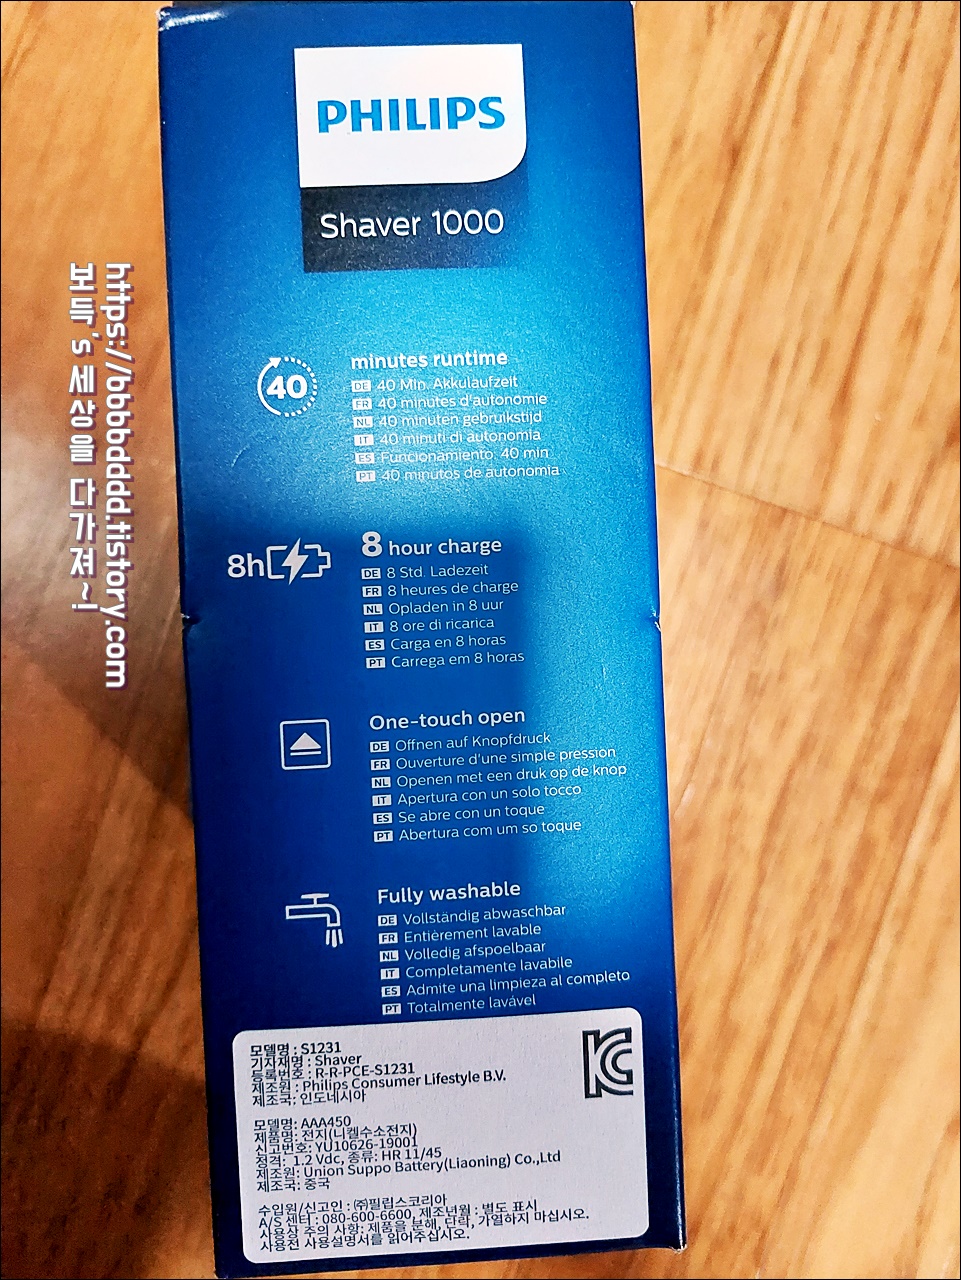 PHILIPS
Shaver 1000
40
minutes runtime
DE 40 Min. Akkulaufzeit
FR 40 minutes d'autonomie
NL 40 minuten gebruikstijd
IT 40 minuti di autonomia
ES Funcionamiento: 40 min
PT 40 minutos de autonomia
8h
8 hour charge
DE 8 Std. Ladezeit
FR 8 heures de charge
NL Opladen in 8 uur
IT 8 ore di ricarica
ES Carga en 8 horas
PT Carrega em 8 horas
One-touch open
DE Öffnen auf Knopfdruck
FR Ouverture d'une simple pression
NL Openen met een druk op de knop
IT Apertura con un solo tocco
ES Se abre con un toque
PT Abertura com um só toque
Fully washable
DE Vollständig abwaschbar
FR Entièrement lavable
NL Volledig afspoelbaar
IT Completamente lavabile
ES Admite una limpieza al completo
PT Totalmente lavável
모델명 : S1231
기자재명 : Shaver
등록번호 : R-R-PCE-S1231
제조원 : Philips Consumer Lifestyle B.V.
제조국: 인도네시아
모델명: AAA450
제품명: 전지(니켈수소전지)
신고번호: YU10626-19001
정격: 1.2 Vdc, 종류: HR 11/45
제조원: Union Suppo Battery(Liaoning) Co.,Ltd
제조국: 중국
수입원/신고인 : ㈜필립스코리아
A/S 센터 : 080-600-6600, 제조년월 : 별도 표시
사용상 주의 사항: 제품을 분해, 단락, 가열하지 마십시오.
사용전 사용설명서를 읽어주십시오.
https://bbbbbdddd.tistory.com
보득's 세상을 다가져~!